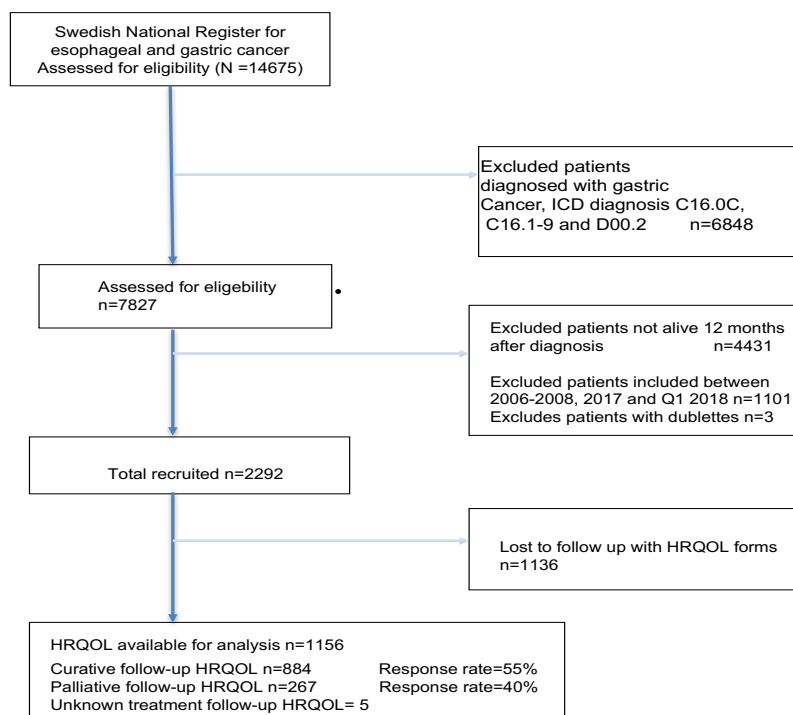 Swedish National Register for
esophageal and gastric cancer
Assessed for eligibility (N =14675)
Excluded patients
diagnosed with gastric
Cancer, ICD diagnosis C16.0C,
C16.1-9 and D00.2 n=6848
Assessed for eligebility
n=7827
Excluded patients not alive 12 months
after diagnosis n=4431
Excluded patients included between
2006-2008, 2017 and Q1 2018 n=1101
Excludes patients with dublettes n=3
Total recruited n=2292
Lost to follow up with HRQOL forms
n=1136
HRQOL available for analysis n=1156
Curative follow-up HRQOL n=884 Response rate=55%
Palliative follow-up HRQOL n=267 Response rate=40%
Unknown treatment follow-up HRQOL= 5